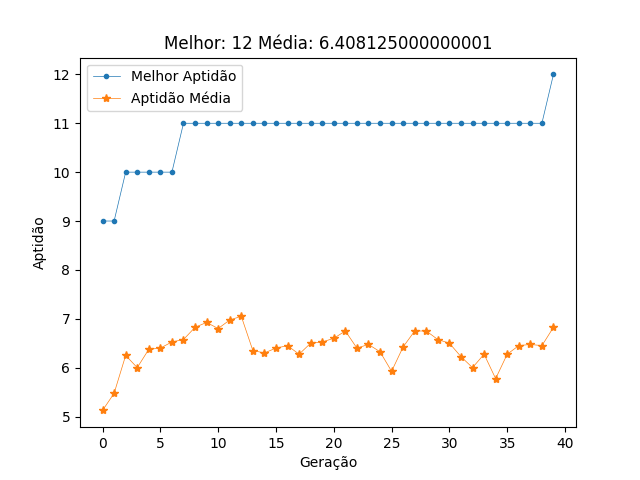 Melhor: 12 Média: 6.408125000000001
Melhor Aptidão
Aptidão Média
12
11
10
9
8
7
6
5
Aptidão
0 5 10 15 20 25 30 35 40
Geração